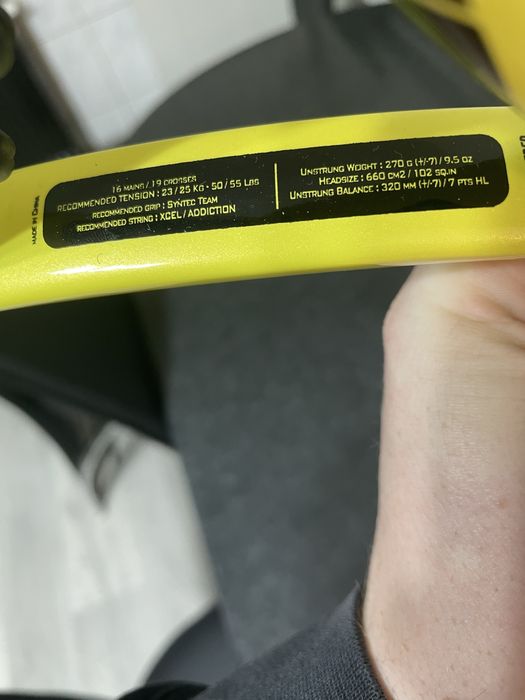 MADE IN CHINA
16 MAINS / 19 CROSSES
RECOMMENDED TENSION : 23 / 25 KG - 50 / 55 LBS
RECOMMENDED GRIP : SYNTEC TEAM
RECOMMENDED STRING : XCEL / ADDICTION
UNSTRUNG WEIGHT : 270 G (+/-7) / 9.5 OZ
HEADSIZE : 660 CM2 / 102 SQ.IN
UNSTRUNG BALANCE : 320 MM (+/-7) / 7 PTS HL